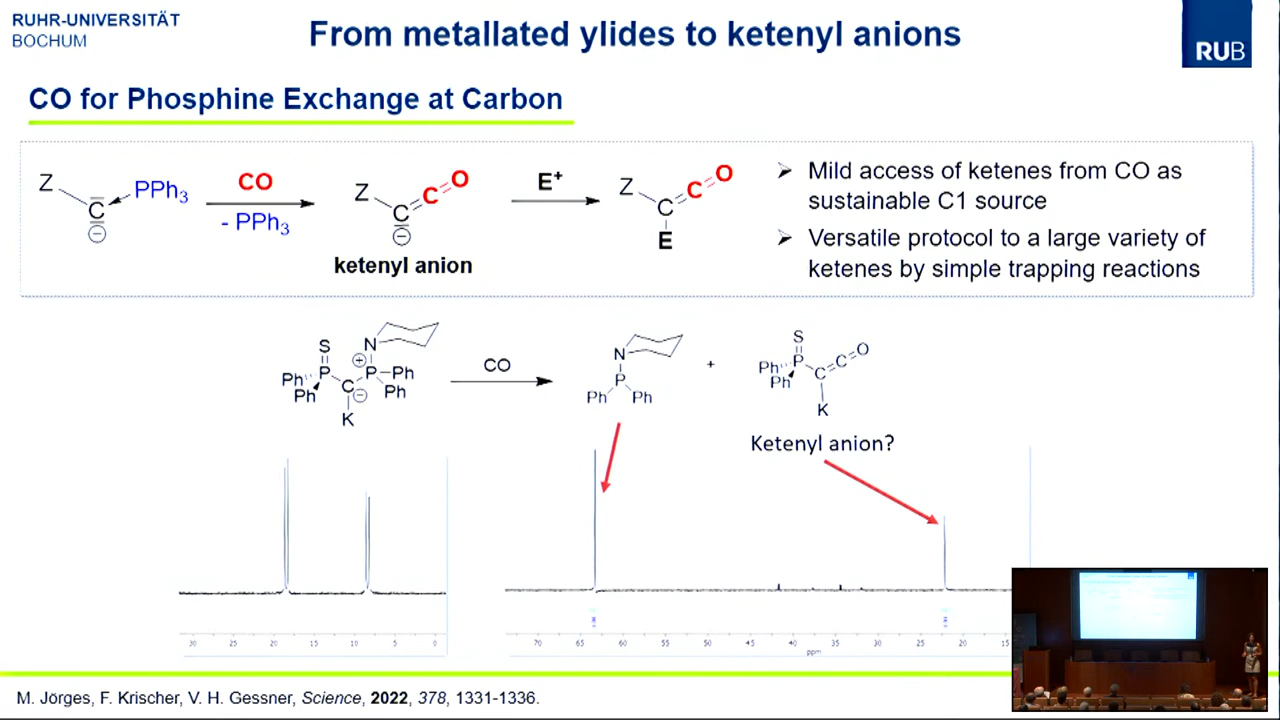 RUHR-UNIVERSITÄT
BOCHUM
From metallated ylides to ketenyl anions
RUB
CO for Phosphine Exchange at Carbon
Z
C
PPh3
CO
- PPh3
Z
C
C
O
ketenyl anion
E+
Z
C
C
O
E
➢ Mild access of ketenes from CO as
sustainable C1 source
➢ Versatile protocol to a large variety of
ketenes by simple trapping reactions
S
N
Ph
P
P
Ph
Ph
C
Ph
K
CO
N
P
Ph
Ph
+
S
Ph
P
Ph
C
C
O
K
Ketenyl anion?
30 25 20 15 10 5 0
70 65 60 55 50 45 40 35 30 25 20 15
ppm
M. Jörges, F. Krischer, V. H. Gessner, Science, 2022, 378, 1331-1336.